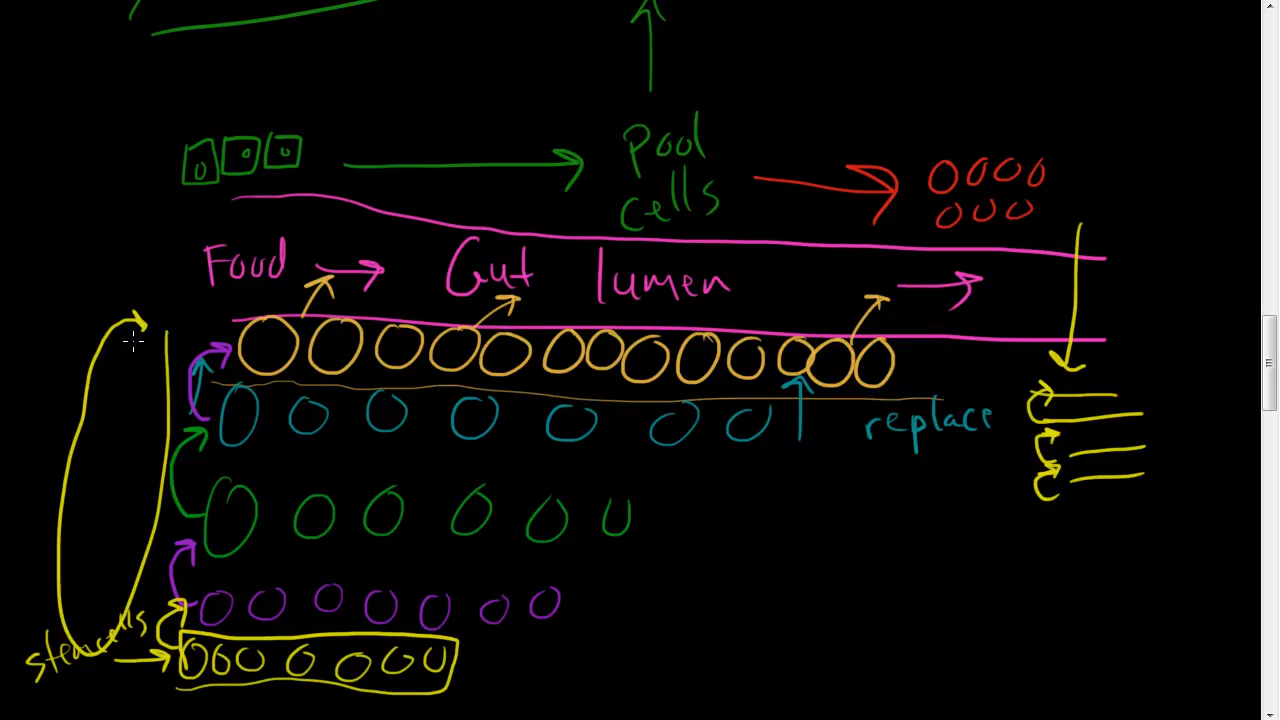 Pool
cells
Food Gut lumen
replace
stem cells